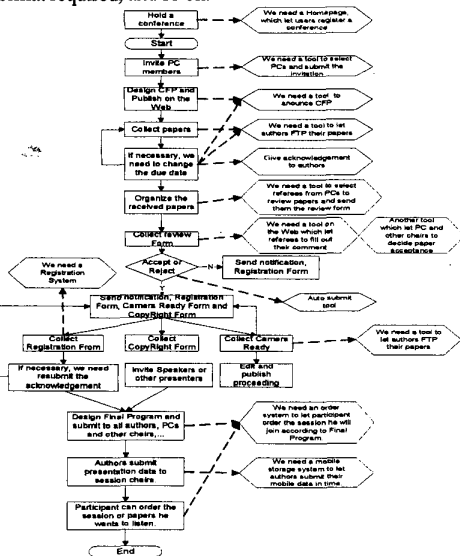 Hold a
conference
We need a Homepage,
which let users register a
conference
Start
Invite PC
members
We need a tool to select
PCs and submit the
invitation
Design CFP and
Publish on the
Web
We need a tool to
anounce CFP
Collect papers
We need a tool to let
authors FTP their papers
If necessary, we
need to change
the due date
Give acknowledgement
to authors
Organize the
received papers
We need a tool to select
referees from PCs to
review papers and send
them the review form
Collect review
Form
We need a tool on
the Web which let
referees to fill out
their comment
Another tool
which let PC and
other chairs to
decide paper
acceptance
We need a
Registration
System
Accept or
Reject
N
Send notification,
Registration Form
Send notification, Registration
Form, Camera Ready Form and
CopyRight Form
Auto submit
tool
Collect
Registration From
Collect
CopyRight Form
Collect Camera
Ready
We need a tool to
let authors FTP
their papers
If necessary, we need
resubmit the
acknowledgement
Invite Speakers or
other presenters
Edit and
publish
proceeding
Design Final Program and
submit to all authors, PCs
and other chairs,...
We need an order
system to let participant
order the session he will
join according to Final
Program.
Authors submit
presentation data to
session chairs.
We need a mobile
storage system to let
authors submit their
mobile data in time.
Participant can order the
session or papers he
wants to listen.
End